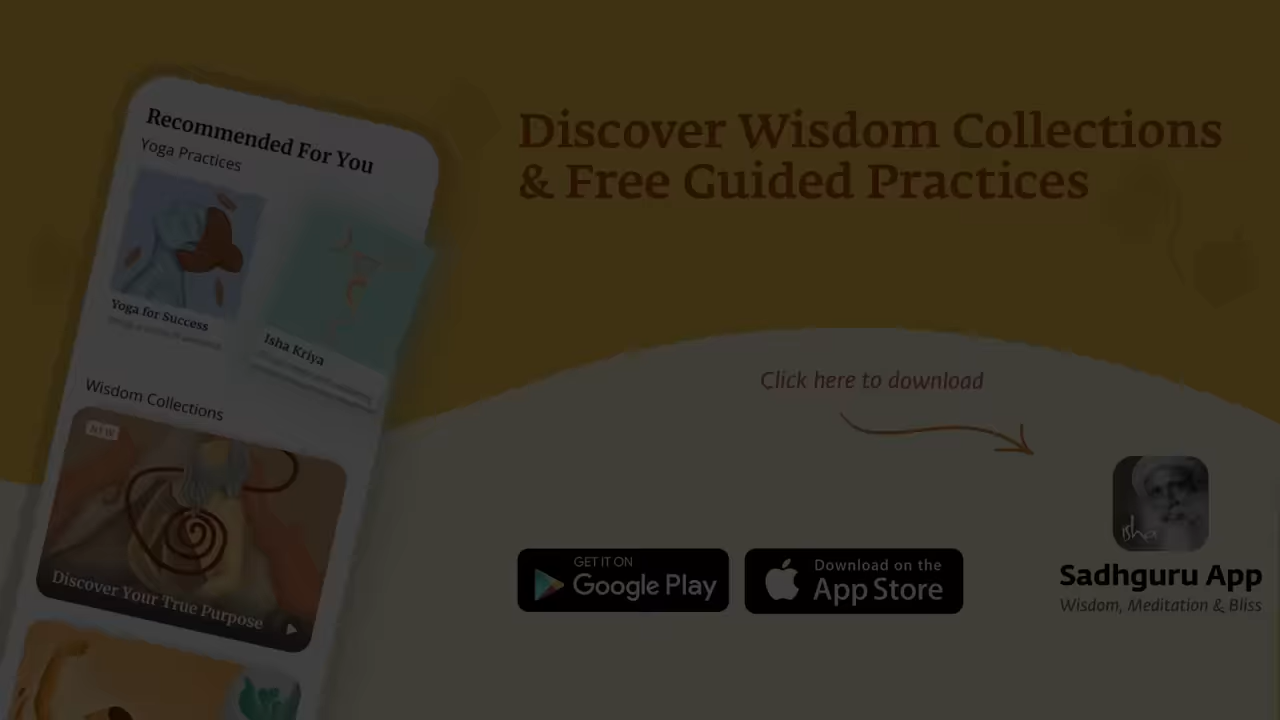 Recommended For You
Yoga Practices
Yoga for Success
Isha Kriya
Wisdom Collections
NEW
Discover Your True Purpose
Discover Wisdom Collections
& Free Guided Practices
Click here to download
GET IT ON
Google Play
Download on the
App Store
isha
Sadhguru App
Wisdom, Meditation & Bliss